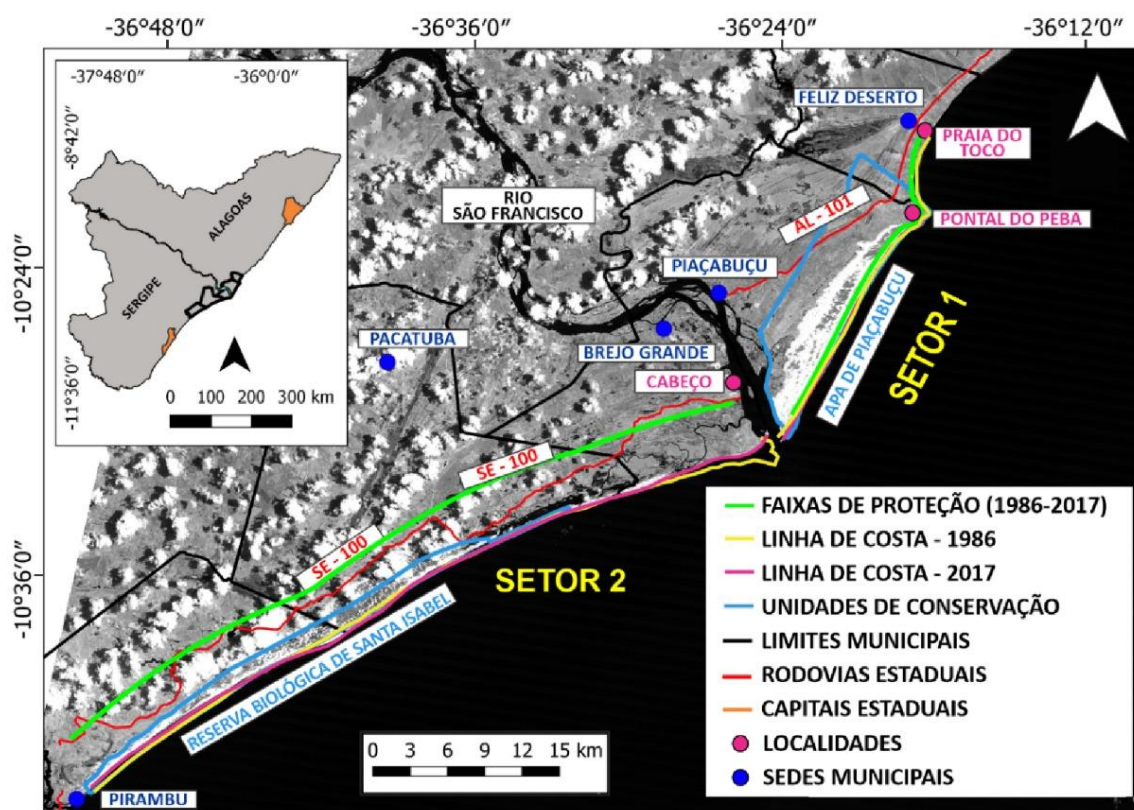 -36°48′0″
-36°36′0″
-36°24′0″
-36°12′0″
-37°48′0″
-36°0′0″
-8°42′0″
-11°36′0″
ALAGOAS
SERGIPE
0 100 200 300 km
-10°24′0″
-10°36′0″
FELIZ DESERTO
PRAIA DO
TOCO
RIO
SÃO FRANCISCO
AL - 101
PONTAL DO PEBA
PIAÇABUÇU
PACATUBA
BREJO GRANDE
CABEÇO
APA DE PIAÇABUÇU
SETOR 1
SE - 100
SE - 100
SETOR 2
RESERVA BIOLÓGICA DE SANTA ISABEL
PIRAMBU
0 3 6 9 12 15 km
FAIXAS DE PROTEÇÃO (1986-2017)
LINHA DE COSTA - 1986
LINHA DE COSTA - 2017
UNIDADES DE CONSERVAÇÃO
LIMITES MUNICIPAIS
RODOVIAS ESTADUAIS
CAPITAIS ESTADUAIS
LOCALIDADES
SEDES MUNICIPAIS